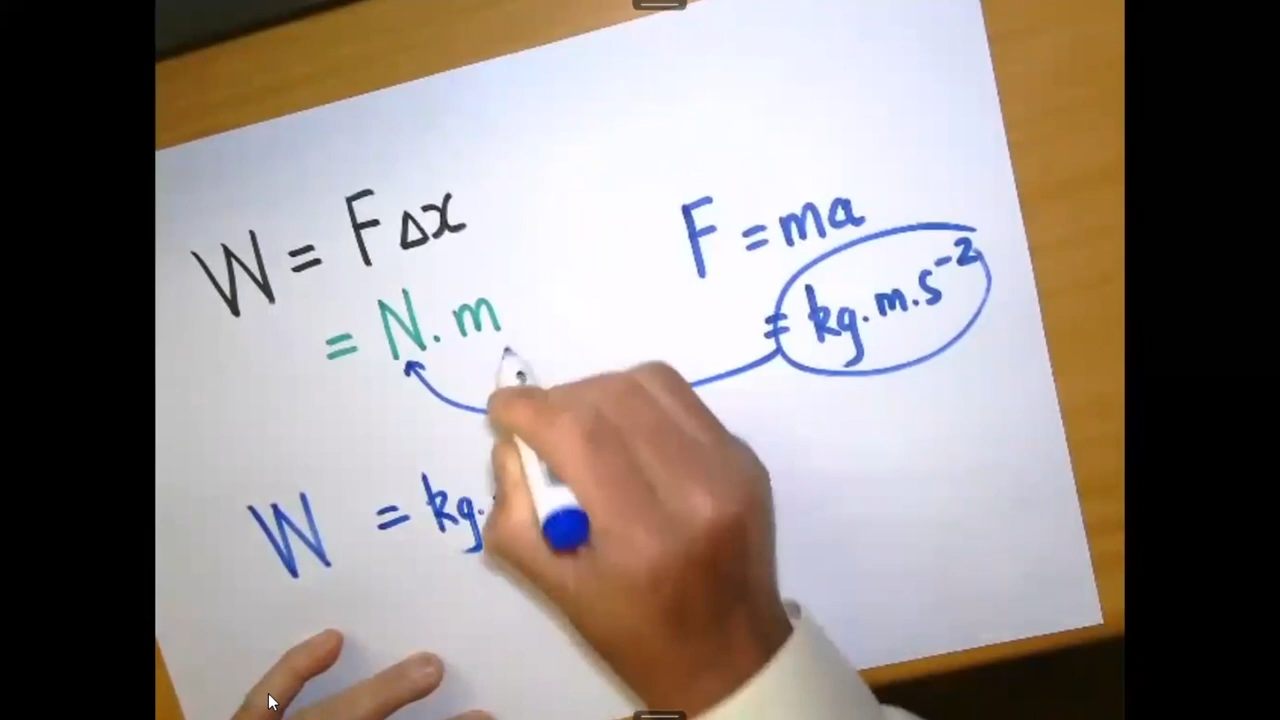 W = FΔx
= N.m
F = ma
= kg.m.s⁻²
W = kg.